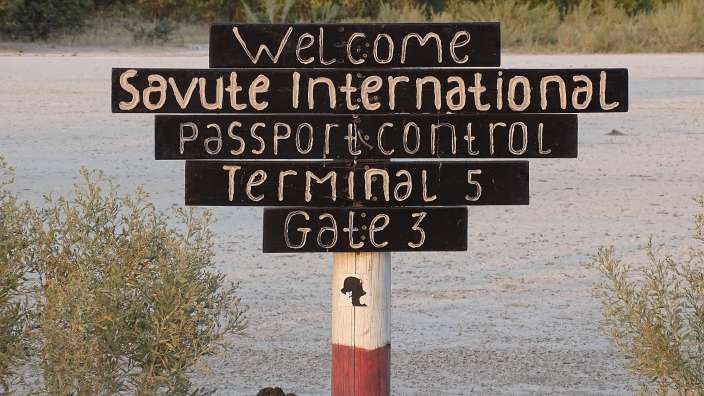 Welcome
Savute International
Passport control
Terminal 5
Gate 3